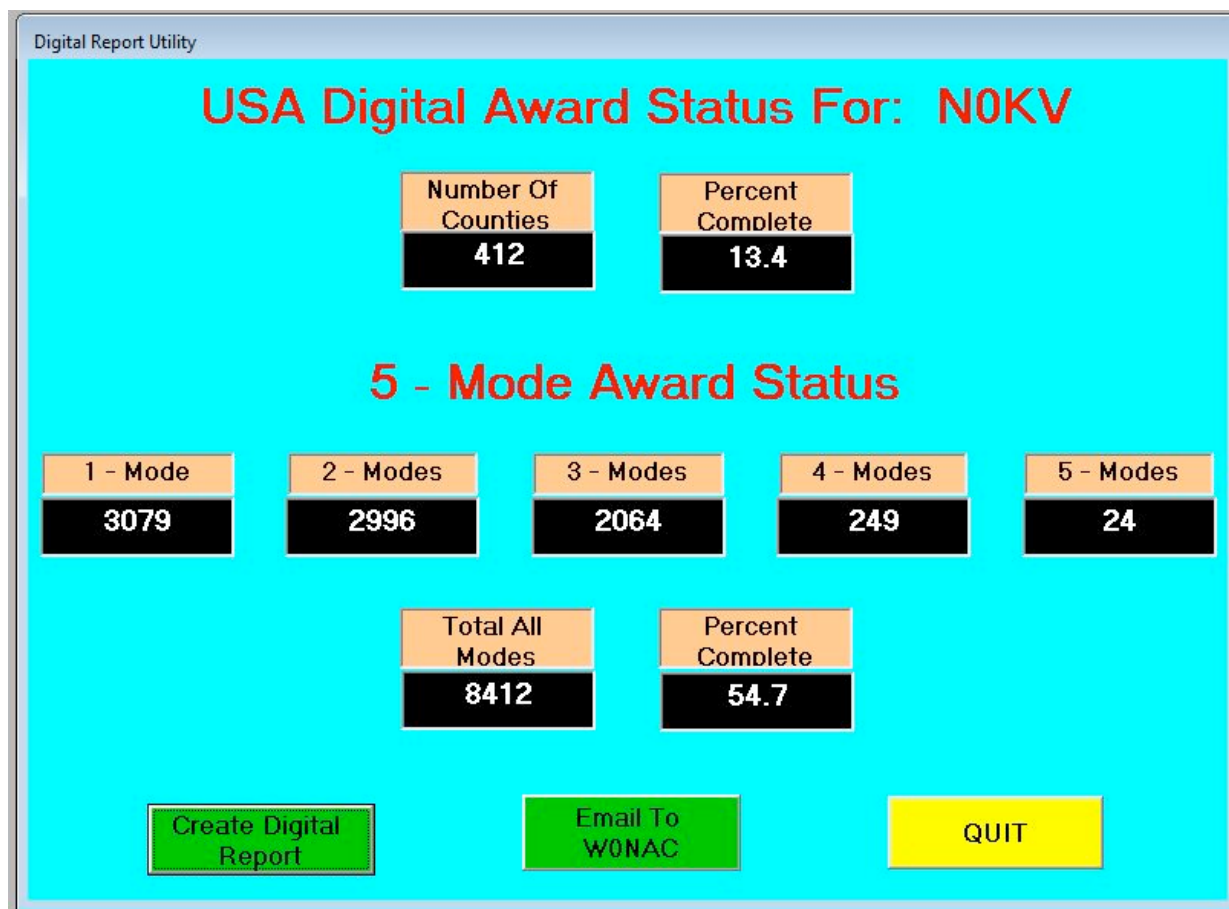 Digital Report Utility
USA Digital Award Status For: N0KV
Number Of
Counties
Percent
Complete
412
13.4
5 - Mode Award Status
1 - Mode
2 - Modes
3 - Modes
4 - Modes
5 - Modes
3079
2996
2064
249
24
Total All
Modes
Percent
Complete
8412
54.7
Create Digital
Report
Email To
W0NAC
QUIT